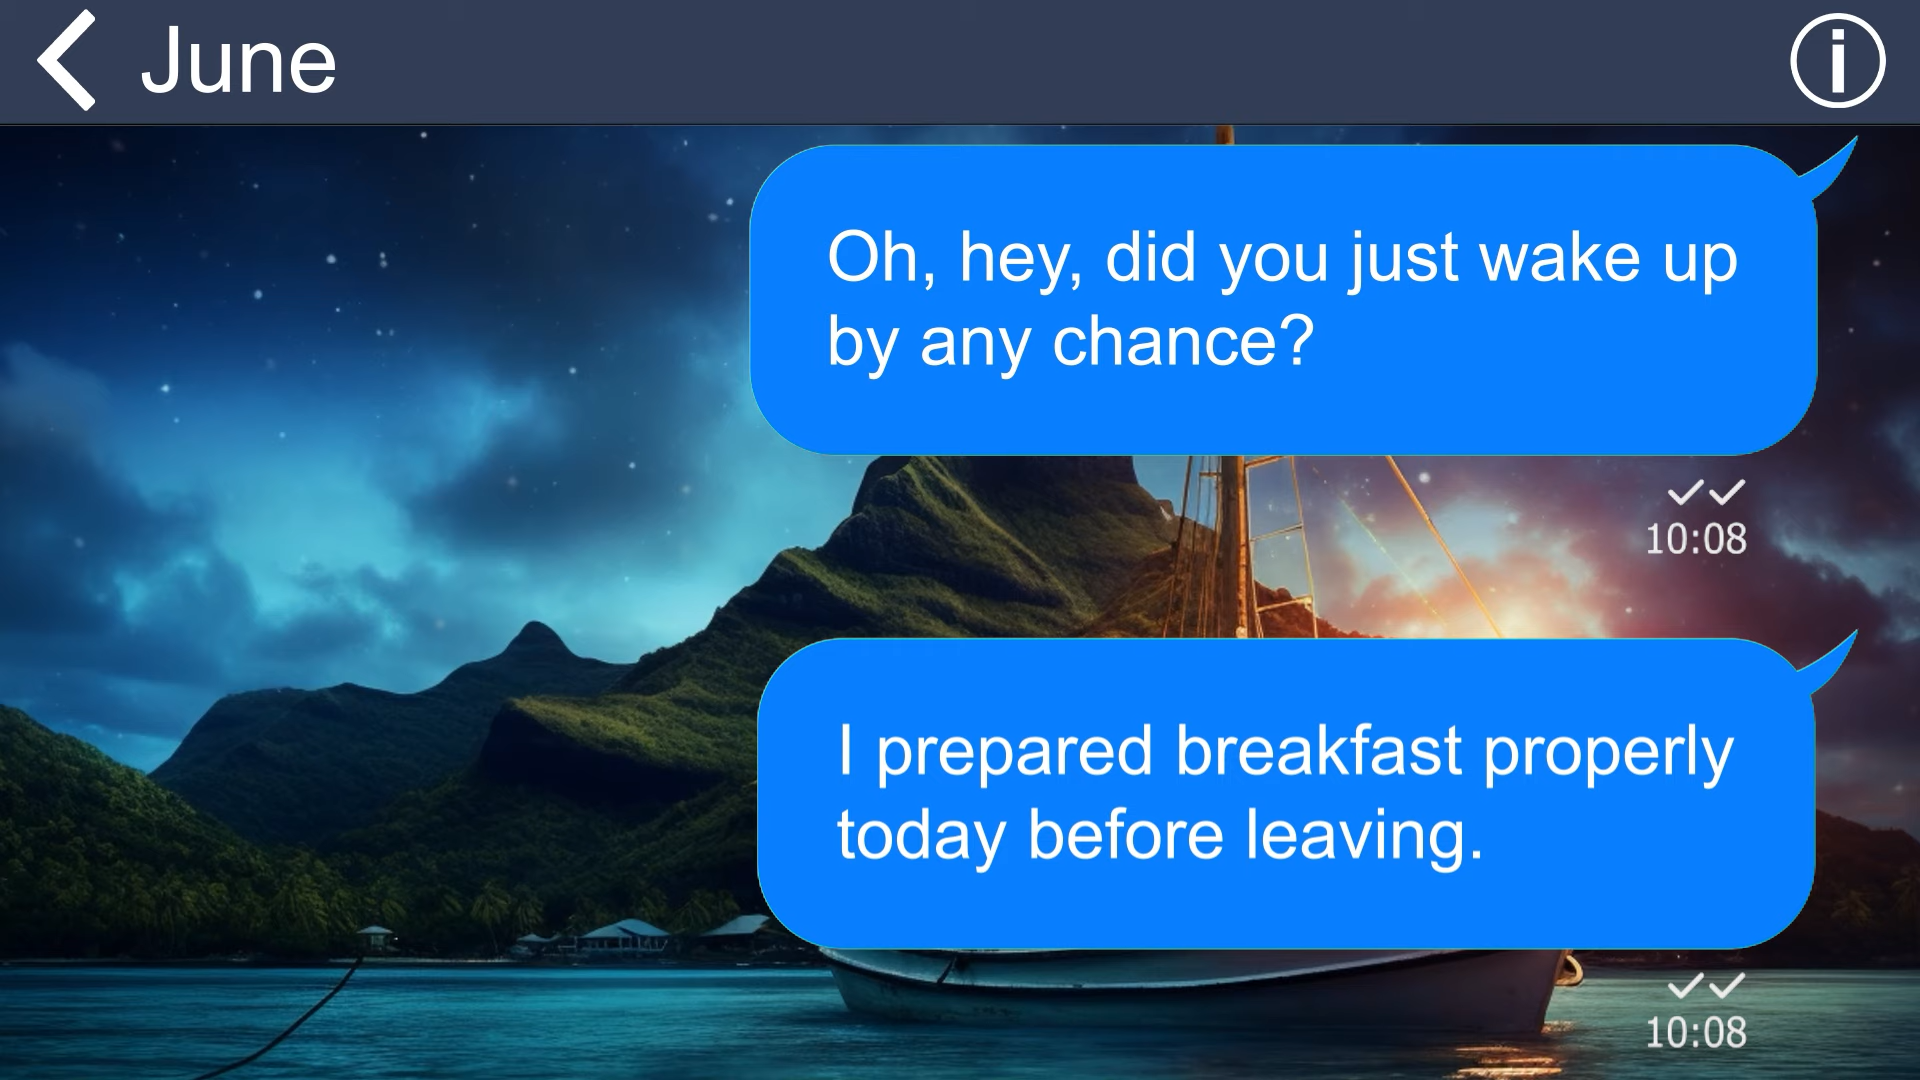 June
Oh, hey, did you just wake up
by any chance?
10:08
I prepared breakfast properly
today before leaving.
10:08